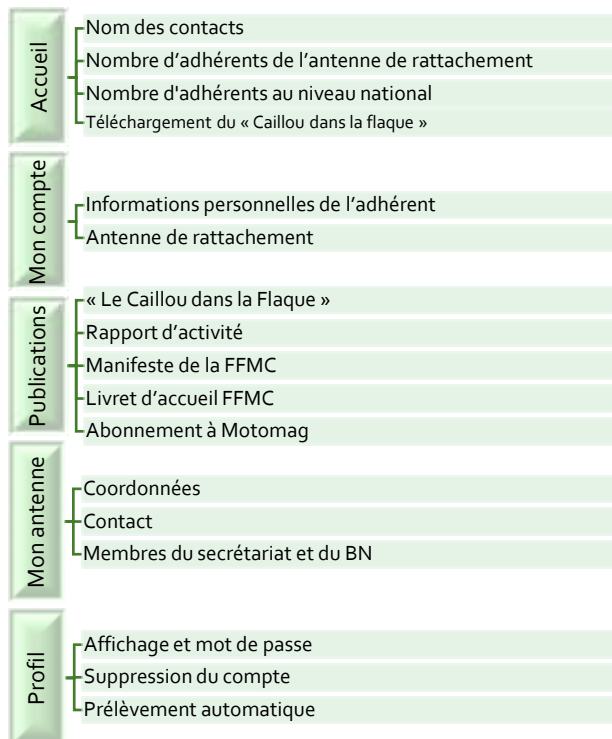 Accueil
Nom des contacts
Nombre d’adhérents de l’antenne de rattachement
Nombre d'adhérents au niveau national
Téléchargement du « Caillou dans la flaque »
Mon compte
Informations personnelles de l’adhérent
Antenne de rattachement
Publications
« Le Caillou dans la Flaque »
Rapport d’activité
Manifeste de la FFMC
Livret d’accueil FFMC
Abonnement à Motomag
Mon antenne
Coordonnées
Contact
Membres du secrétariat et du BN
Profil
Affichage et mot de passe
Suppression du compte
Prélèvement automatique